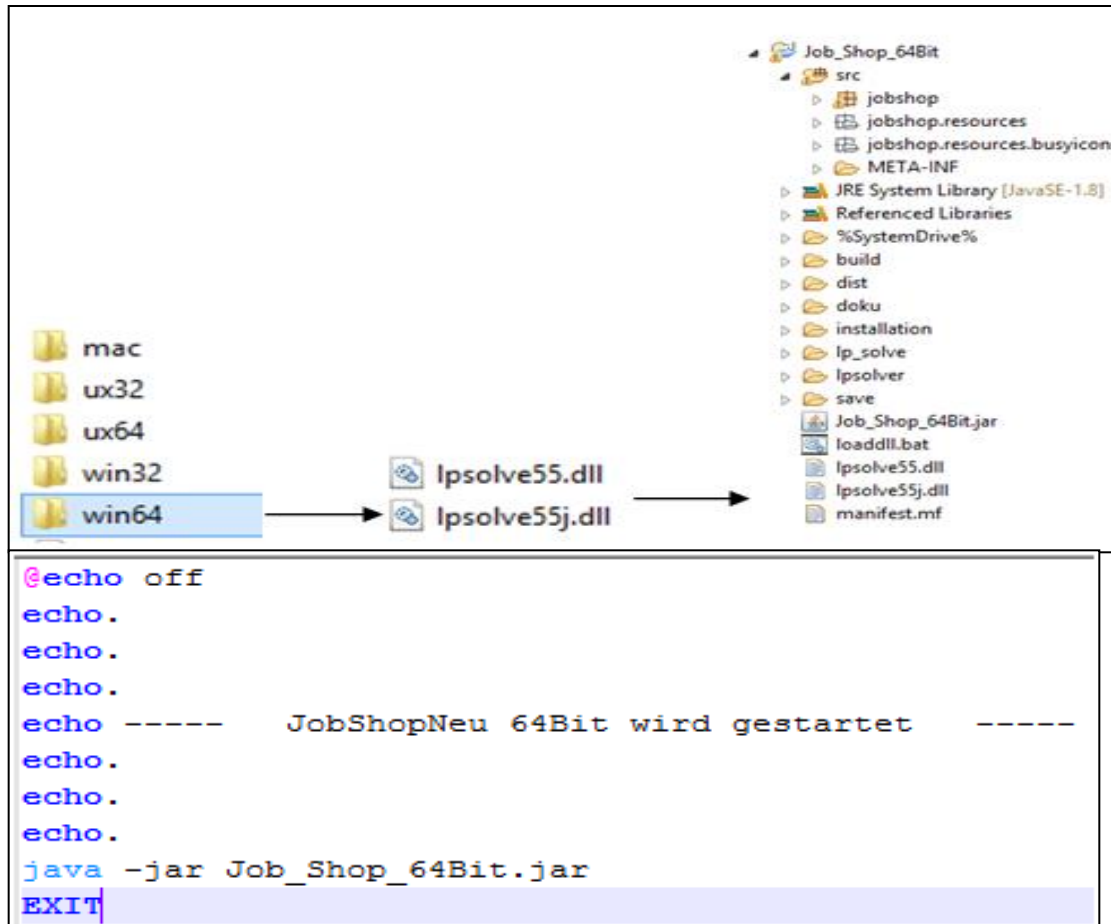 mac
ux32
ux64
win32
win64
lpsolve55.dll
lpsolve55j.dll
Job_Shop_64Bit
src
jobshop
jobshop.resources
jobshop.resources.busyicon
META-INF
JRE System Library [JavaSE-1.8]
Referenced Libraries
%SystemDrive%
build
dist
doku
installation
lp_solve
lpsolver
save
Job_Shop_64Bit.jar
loaddll.bat
lpsolve55.dll
lpsolve55j.dll
manifest.mf
@echo off
echo.
echo.
echo.
echo ----- JobShopNeu 64Bit wird gestartet -----
echo.
echo.
echo.
java -jar Job_Shop_64Bit.jar
EXIT